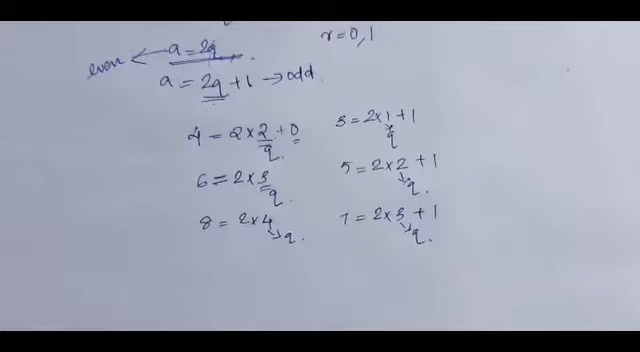 r=0,1
even ← a = 2q.
a = 2q + 1 → odd.
4 = 2×2 + 0
q.
3 = 2×1 + 1
q
6 = 2×3
q.
5 = 2×2 + 1
q.
8 = 2×4
q.
7 = 2×3 + 1
q.